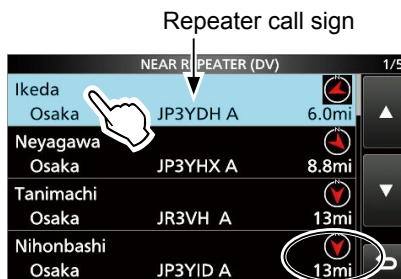 Repeater call sign
NEAR REPEATER (DV) 1/5
Ikeda
Osaka JP3YDH A 6.0mi
Neyagawa
Osaka JP3YHX A 8.8mi
Tanimachi
Osaka JR3VH A 13mi
Nihonbashi
Osaka JP3YID A 13mi